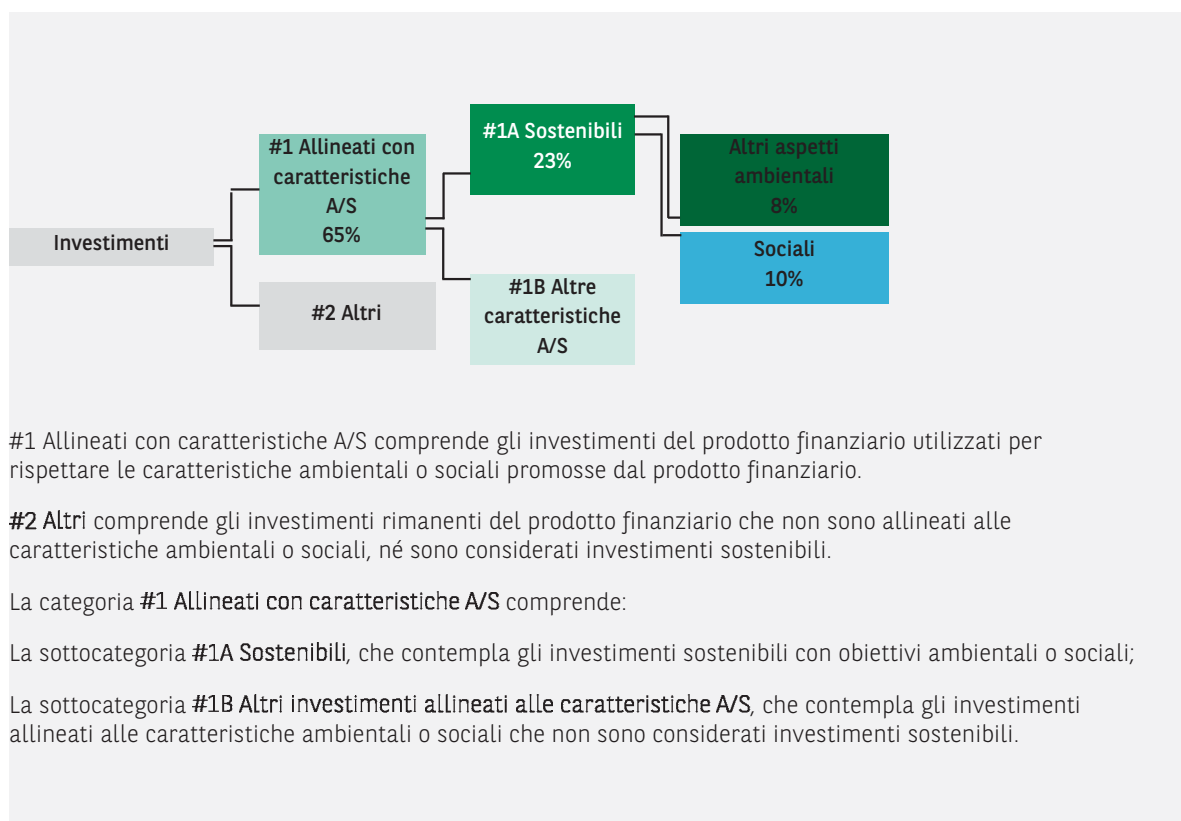 #1A Sostenibili
23%
#1 Allineati con
caratteristiche
A/S
65%
Altri aspetti
ambientali
8%
Investimenti
Sociali
10%
#2 Altri
#1B Altre
caratteristiche
A/S
#1 Allineati con caratteristiche A/S comprende gli investimenti del prodotto finanziario utilizzati per
rispettare le caratteristiche ambientali o sociali promosse dal prodotto finanziario.
#2 Altri comprende gli investimenti rimanenti del prodotto finanziario che non sono allineati alle
caratteristiche ambientali o sociali, né sono considerati investimenti sostenibili.
La categoria #1 Allineati con caratteristiche A/S comprende:
La sottocategoria #1A Sostenibili, che contempla gli investimenti sostenibili con obiettivi ambientali o sociali;
La sottocategoria #1B Altri investimenti allineati alle caratteristiche A/S, che contempla gli investimenti
allineati alle caratteristiche ambientali o sociali che non sono considerati investimenti sostenibili.